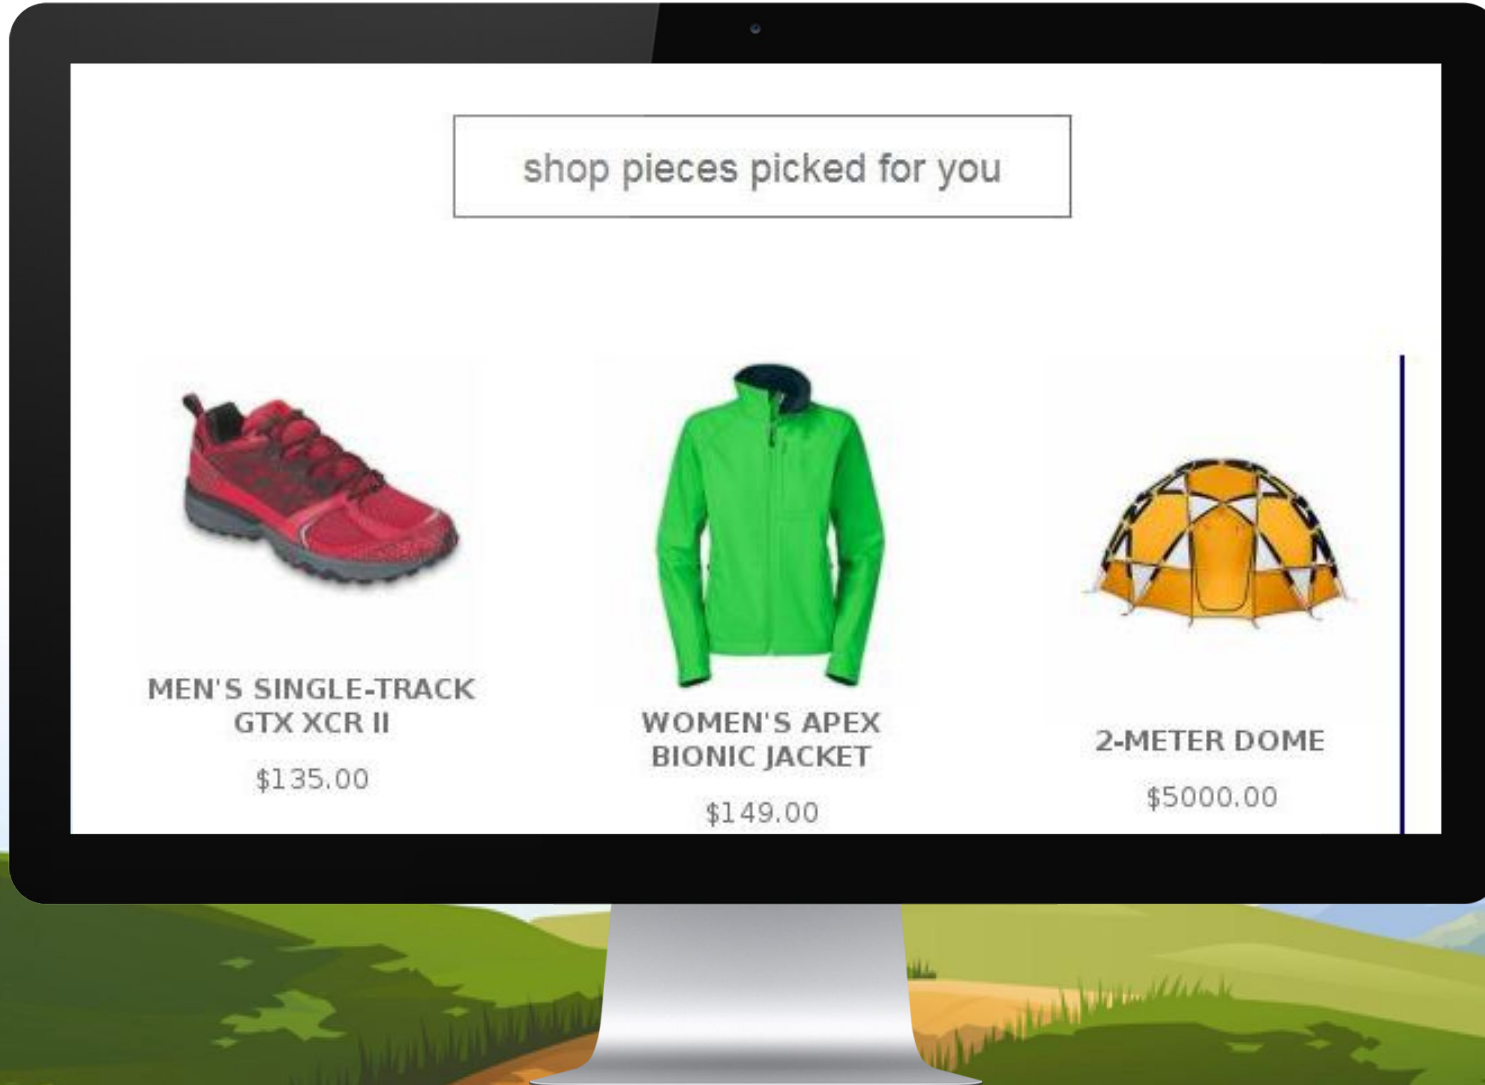 shop pieces picked for you
MEN'S SINGLE-TRACK
GTX XCR II
$135.00
WOMEN'S APEX
BIONIC JACKET
$149.00
2-METER DOME
$5000.00